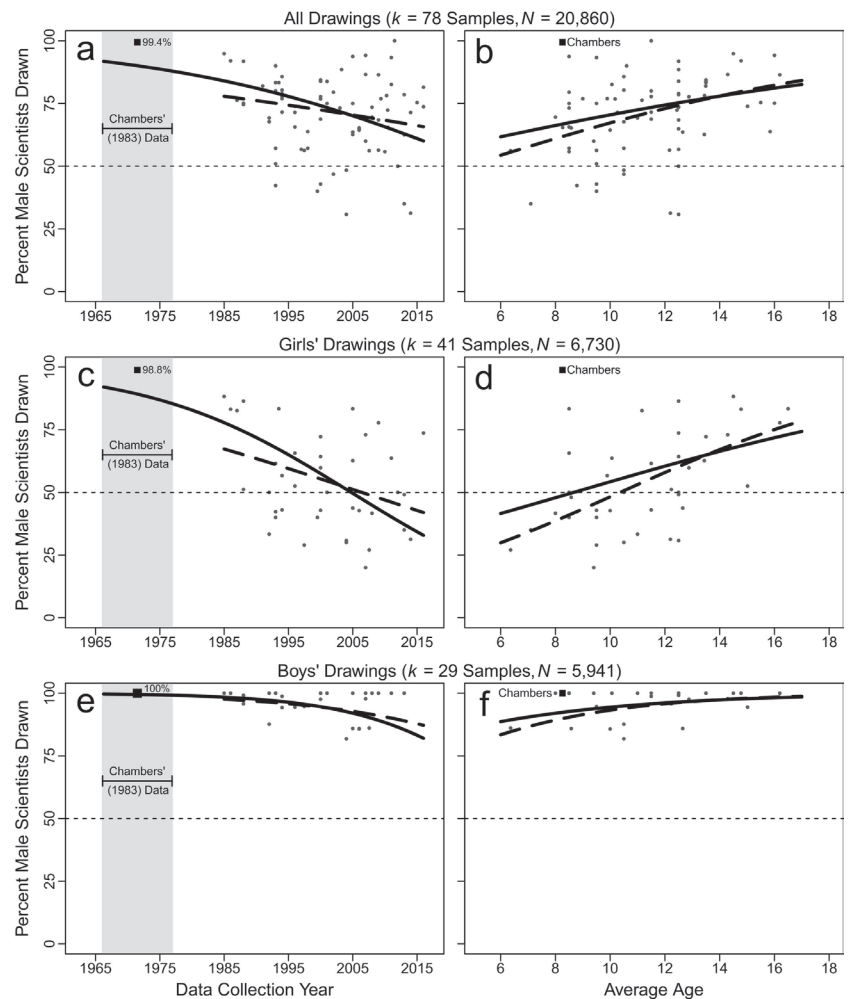 All Drawings (k = 78 Samples, N = 20,860)
a
99.4%
Chambers'
(1983) Data
Percent Male Scientists Drawn
0
25
50
75
100
1965 1975 1985 1995 2005 2015
b
Chambers
6 8 10 12 14 16 18
Girls' Drawings (k = 41 Samples, N = 6,730)
c
98.8%
Chambers'
(1983) Data
Percent Male Scientists Drawn
0
25
50
75
100
1965 1975 1985 1995 2005 2015
d
Chambers
6 8 10 12 14 16 18
Boys' Drawings (k = 29 Samples, N = 5,941)
e
100%
Chambers'
(1983) Data
Percent Male Scientists Drawn
0
25
50
75
100
1965 1975 1985 1995 2005 2015
Data Collection Year
f
Chambers
6 8 10 12 14 16 18
Average Age